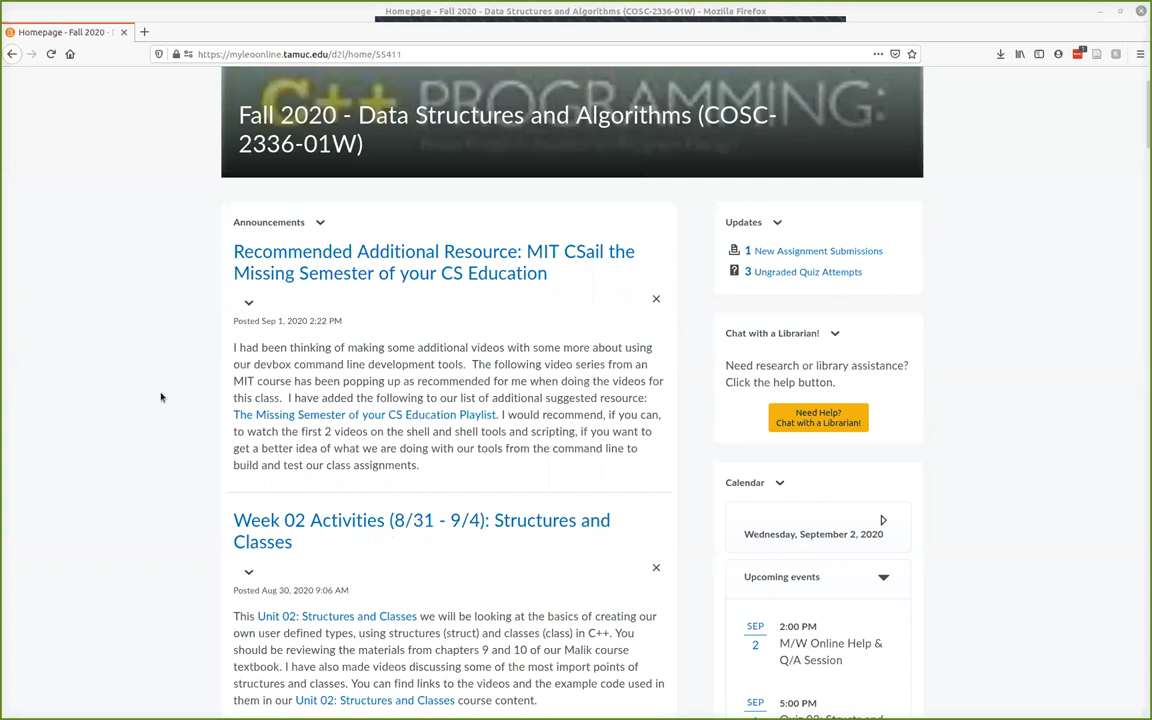 Homepage - Fall 2020 - Data Structures and Algorithms (COSC-2336-01W) - Mozilla Firefox
Homepage - Fall 2020 -
https://myleoonline.tamuc.edu/d2l/home/55411
C++ PROGRAMMING:
Fall 2020 - Data Structures and Algorithms (COSC-
2336-01W)
Announcements
Recommended Additional Resource: MIT CSail the
Missing Semester of your CS Education
Posted Sep 1, 2020 2:22 PM
I had been thinking of making some additional videos with some more about using
our devbox command line development tools. The following video series from an
MIT course has been popping up as recommended for me when doing the videos for
this class. I have added the following to our list of additional suggested resource:
The Missing Semester of your CS Education Playlist. I would recommend, if you can,
to watch the first 2 videos on the shell and shell tools and scripting, if you want to
get a better idea of what we are doing with our tools from the command line to
build and test our class assignments.
Week 02 Activities (8/31 - 9/4): Structures and
Classes
Posted Aug 30, 2020 9:06 AM
This Unit 02: Structures and Classes we will be looking at the basics of creating our
own user defined types, using structures (struct) and classes (class) in C++. You
should be reviewing the materials from chapters 9 and 10 of our Malik course
textbook. I have also made videos discussing some of the most import points of
structures and classes. You can find links to the videos and the example code used in
them in our Unit 02: Structures and Classes course content.
Updates
1 New Assignment Submissions
3 Ungraded Quiz Attempts
Chat with a Librarian!
Need research or library assistance?
Click the help button.
Need Help?
Chat with a Librarian!
Calendar
Wednesday, September 2, 2020
Upcoming events
SEP
2
2:00 PM
M/W Online Help &
Q/A Session
SEP
5:00 PM